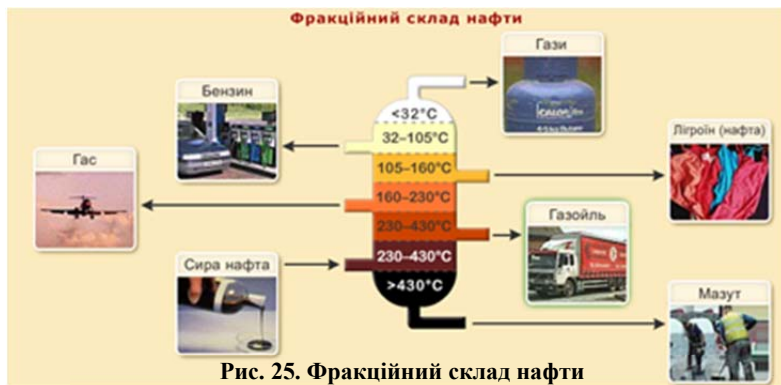 Фракційний склад нафти
Гази
Бензин
<32°C
32–105°C
Лігроїн (нафта)
Гас
105–160°C
160–230°C
Газойль
230–430°C
Сира нафта
230–430°C
>430°C
Мазут
Рис. 25. Фракційний склад нафти